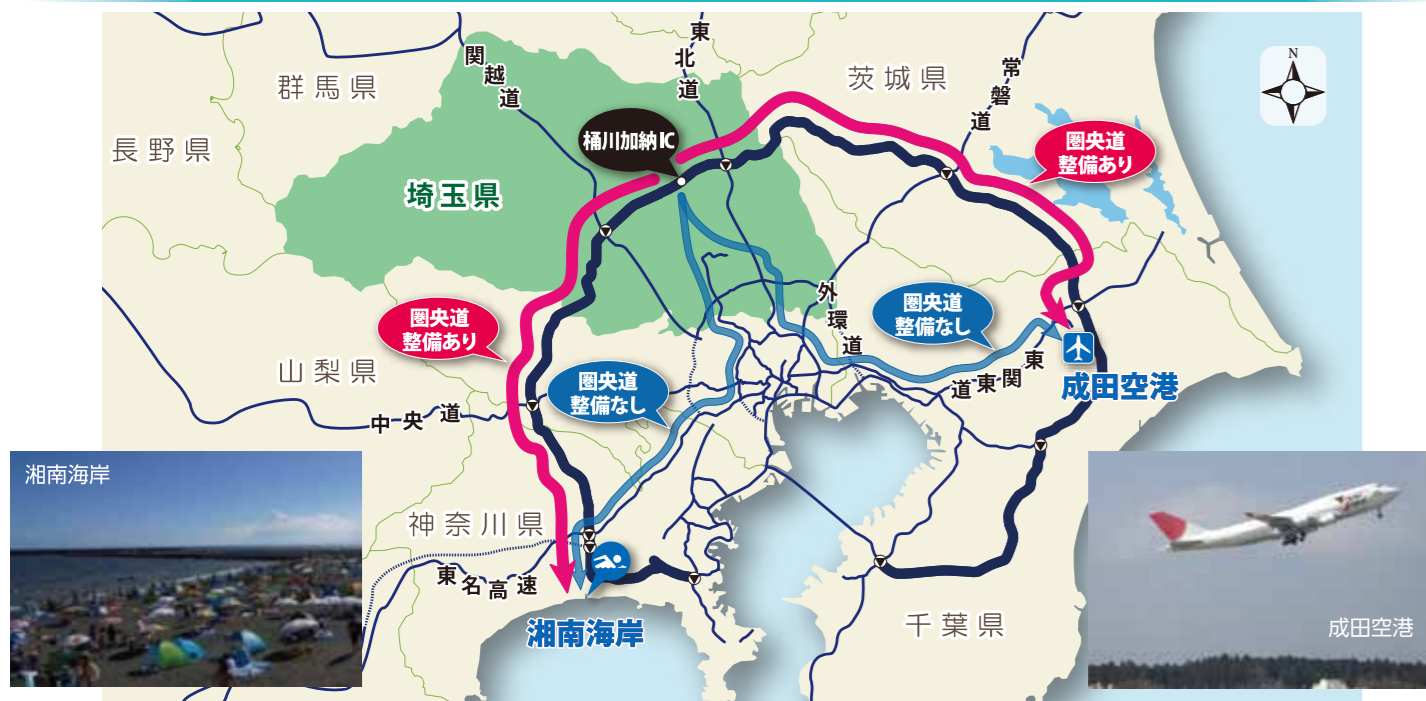 群馬県
関越道
東北道
茨城県
常磐道
N
長野県
桶川加納IC
圏央道
整備あり
埼玉県
外環道
圏央道
整備なし
圏央道
整備あり
山梨県
圏央道
整備なし
東関東道
成田空港
中央道
湘南海岸
神奈川県
東名高速
湘南海岸
千葉県
成田空港